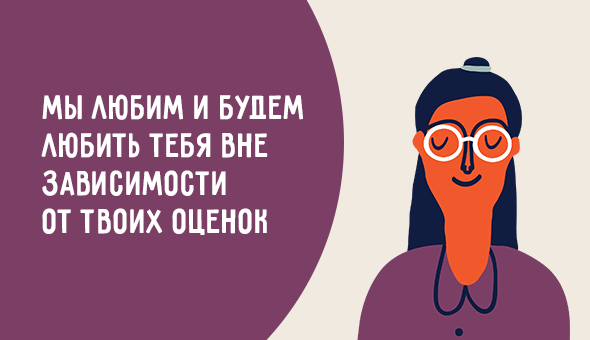 МЫ ЛЮБИМ И БУДЕМ
ЛЮБИТЬ ТЕБЯ ВНЕ
ЗАВИСИМОСТИ
ОТ ТВОИХ ОЦЕНОК